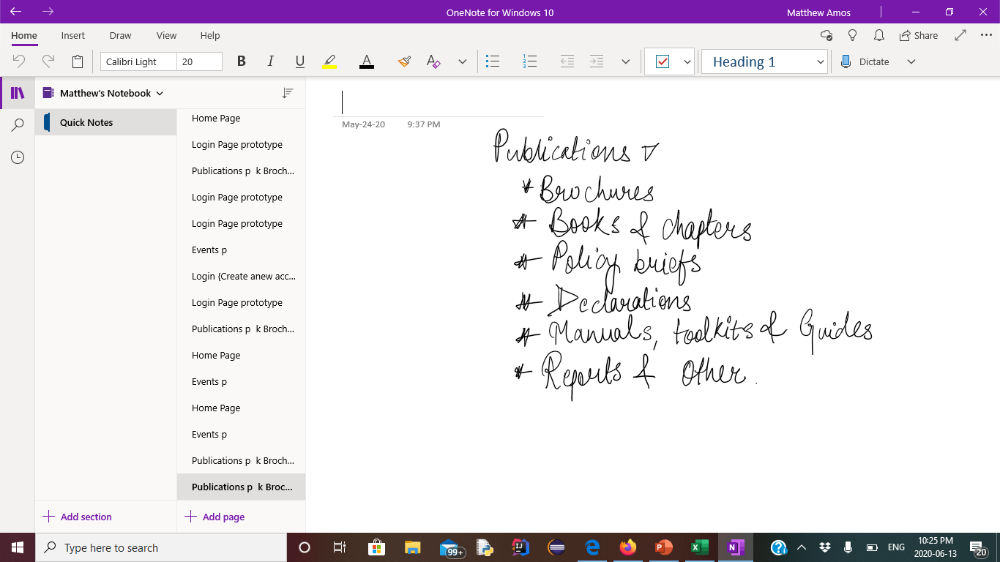 OneNote for Windows 10
Matthew Amos
Home Insert Draw View Help
Share
Calibri Light 20 B I U A A Heading 1 Dictate
Matthew's Notebook
Quick Notes
Home Page
Login Page prototype
Publications p k Broch...
Login Page prototype
Login Page prototype
Events p
Login {Create anew acc...
Login Page prototype
Publications p k Broch...
Home Page
Events p
Home Page
Events p
Publications p k Broch...
Publications p k Broc...
Add section
Add page
May-24-20 9:37 PM
Publications ▽
* Brochures
* Books & chapters
* Policy briefs
* Declarations
* Manuals, toolkits & Guides
* Reports & Other.
Type here to search
99+
ENG
10:25 PM
2020-06-13
20